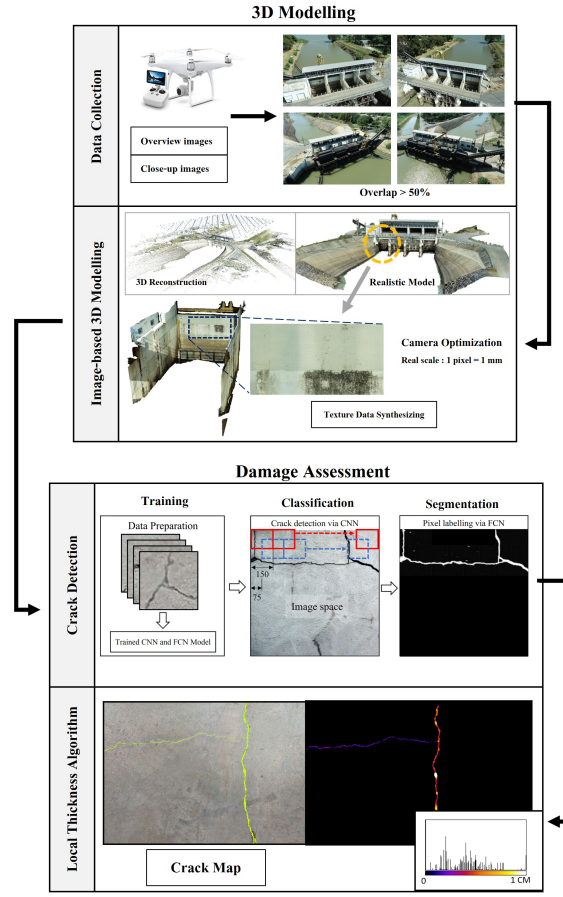 3D Modelling
Data Collection
Overview images
Close-up images
Overlap > 50%
Image-based 3D Modelling
3D Reconstruction
Realistic Model
Camera Optimization
Real scale : 1 pixel = 1 mm
Texture Data Synthesizing
Damage Assessment
Crack Detection
Training
Data Preparation
Trained CNN and FCN Model
Classification
Crack detection via CNN
150
75
Image space
Segmentation
Pixel labelling via FCN
Local Thickness Algorithm
Crack Map
0
1 CM